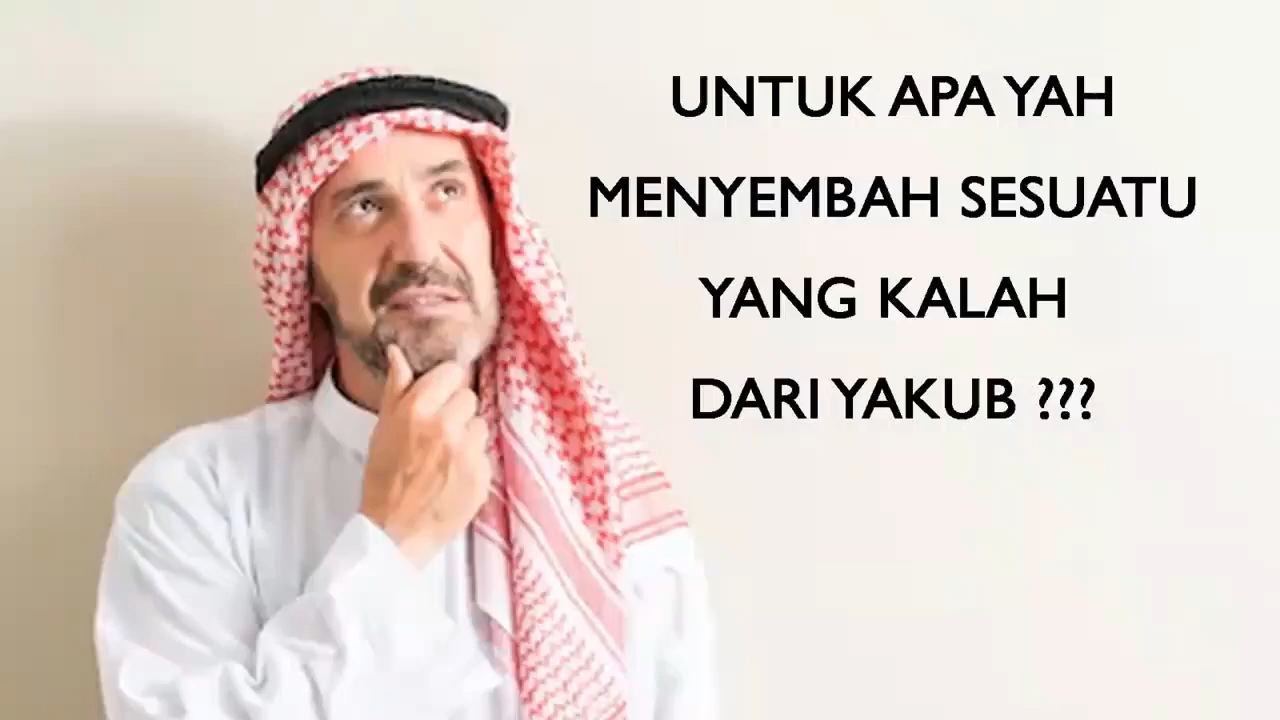 UNTUK APA YAH
MENYEMBAH SESUATU
YANG KALAH
DARI YAKUB ???